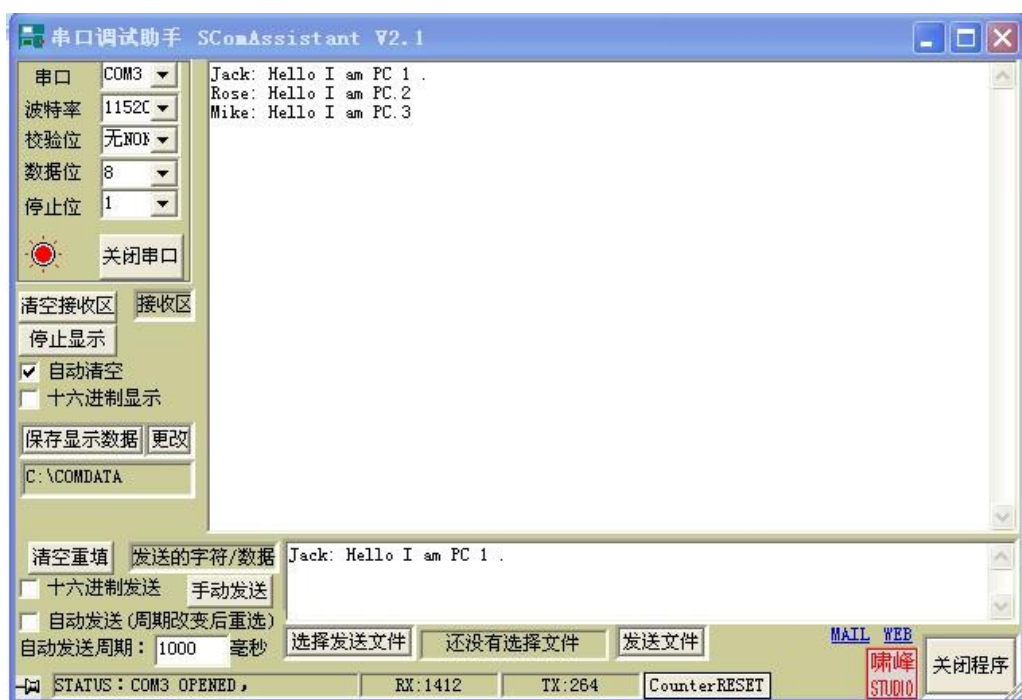 串口调试助手 SComAssistant V2.1
串口 COM3
波特率 11520
校验位 无NON
数据位 8
停止位 1
关闭串口
清空接收区 接收区
停止显示
自动清空
十六进制显示
保存显示数据 更改
C:\COMDATA
Jack: Hello I am PC 1 .
Rose: Hello I am PC.2
Mike: Hello I am PC.3
清空重填 发送的字符/数据 Jack: Hello I am PC 1 .
十六进制发送 手动发送
自动发送(周期改变后重选)
自动发送周期: 1000 毫秒 选择发送文件 还没有选择文件 发送文件 MAIL WEB
啸峰
STUDIO
关闭程序
STATUS:COM3 OPENED, RX:1412 TX:264 CounterRESET